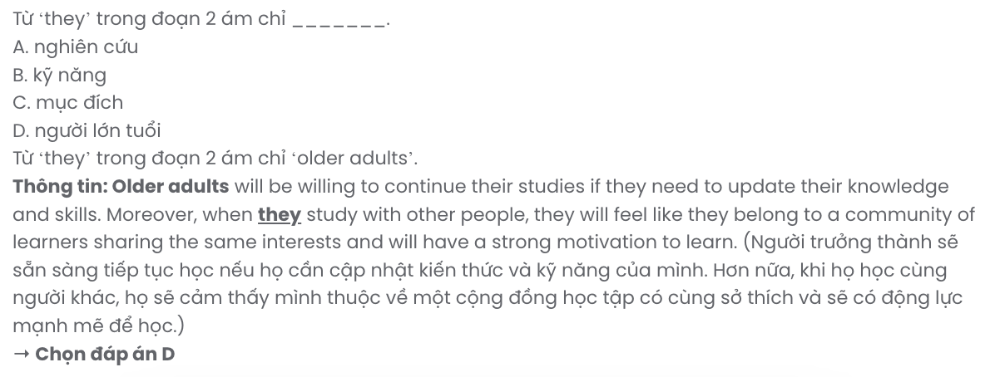 Từ ‘they’ trong đoạn 2 ám chỉ _______.
A. nghiên cứu
B. kỹ năng
C. mục đích
D. người lớn tuổi
Từ ‘they’ trong đoạn 2 ám chỉ ‘older adults’.
Thông tin: Older adults will be willing to continue their studies if they need to update their knowledge
and skills. Moreover, when they study with other people, they will feel like they belong to a community of
learners sharing the same interests and will have a strong motivation to learn. (Người trưởng thành sẽ
sẵn sàng tiếp tục học nếu họ cần cập nhật kiến thức và kỹ năng của mình. Hơn nữa, khi họ học cùng
người khác, họ sẽ cảm thấy mình thuộc về một cộng đồng học tập có cùng sở thích và sẽ có động lực
mạnh mẽ để học.)
→ Chọn đáp án D